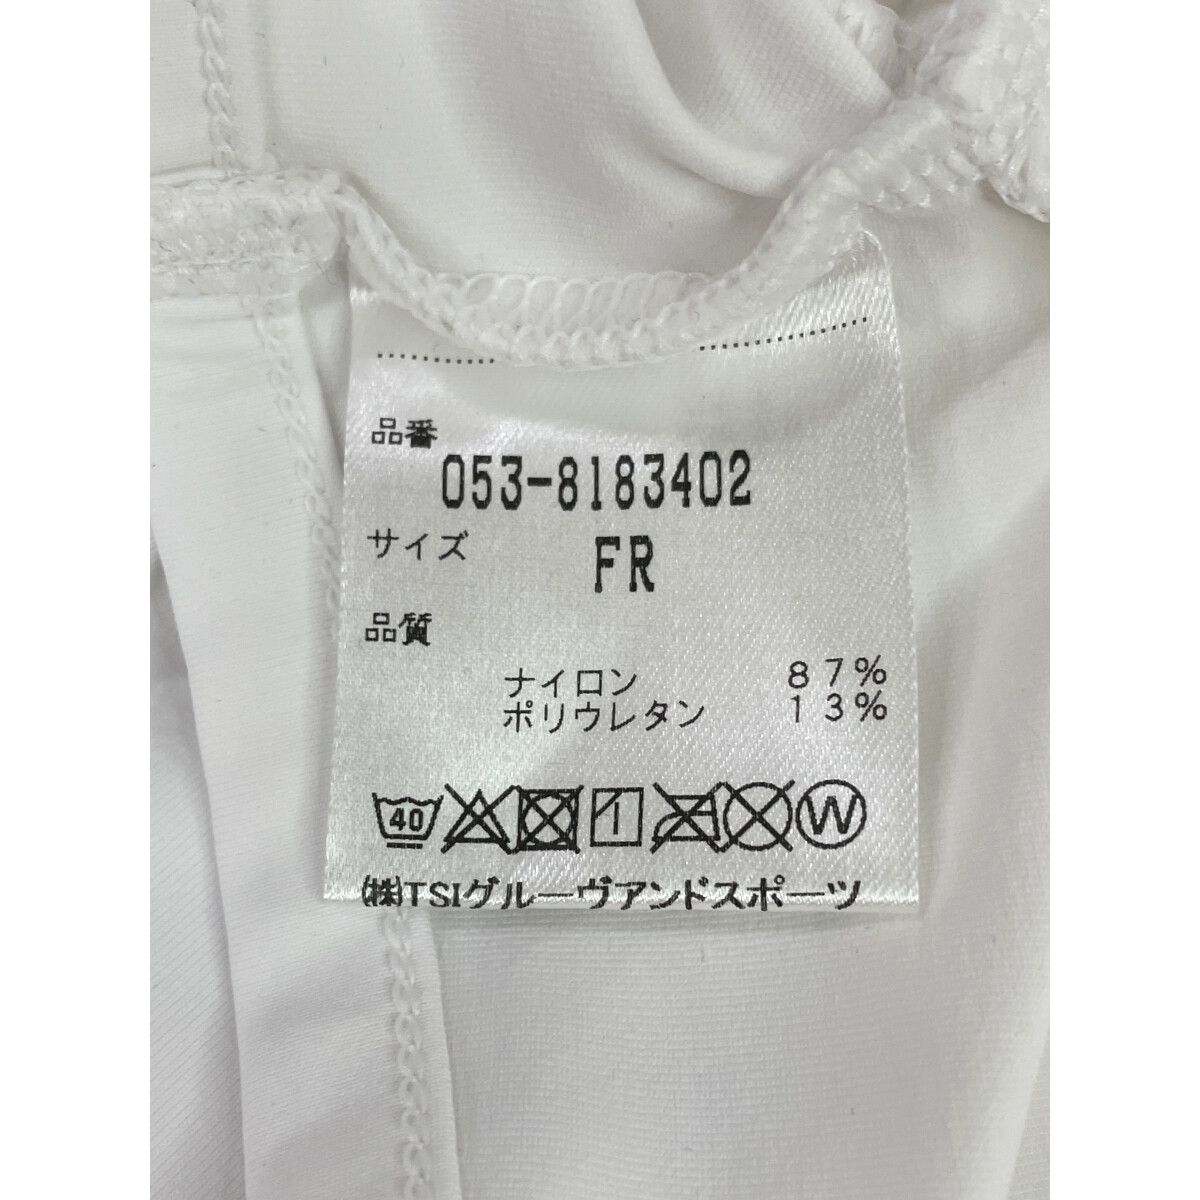 品番
053-8183402
サイズ FR
品質
ナイロン 87%
ポリウレタン 13%
40 W
㈱TSIグルーヴアンドスポーツ